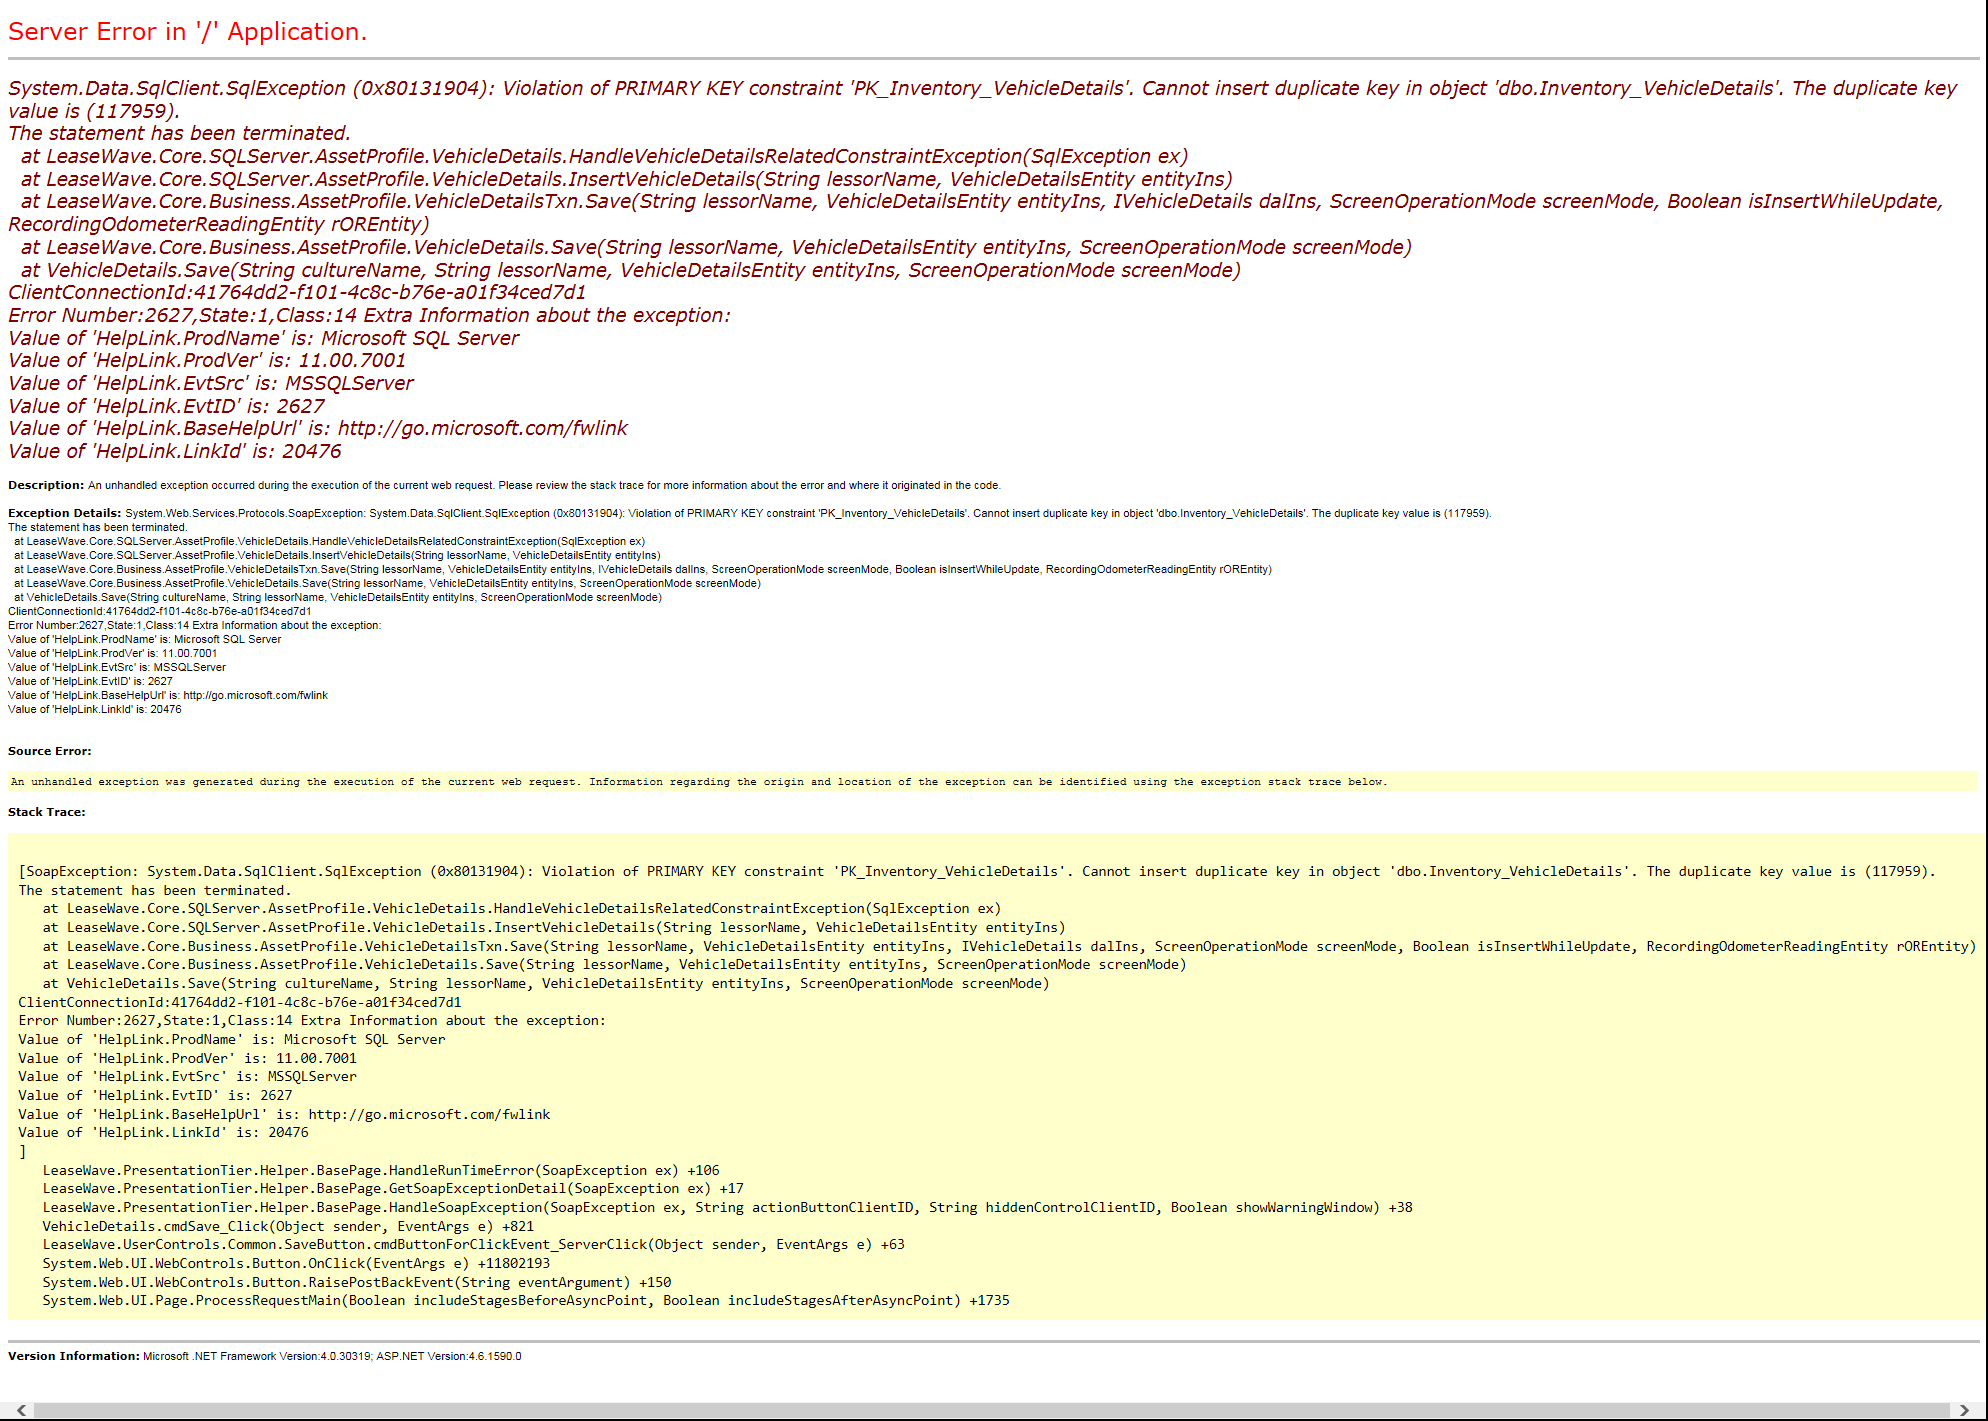 Server Error in '/' Application.
System.Data.SqlClient.SqlException (0x80131904): Violation of PRIMARY KEY constraint 'PK_Inventory_VehicleDetails'. Cannot insert duplicate key in object 'dbo.Inventory_VehicleDetails'. The duplicate key
value is (117959).
The statement has been terminated.
at LeaseWave.Core.SQLServer.AssetProfile.VehicleDetails.HandleVehicleDetailsRelatedConstraintException(SqlException ex)
at LeaseWave.Core.SQLServer.AssetProfile.VehicleDetails.InsertVehicleDetails(String lessorName, VehicleDetailsEntity entityIns)
at LeaseWave.Core.Business.AssetProfile.VehicleDetailsTxn.Save(String lessorName, VehicleDetailsEntity entityIns, IVehicleDetails dalIns, ScreenOperationMode screenMode, Boolean isInsertWhileUpdate,
RecordingOdometerReadingEntity rOREntity)
at LeaseWave.Core.Business.AssetProfile.VehicleDetails.Save(String lessorName, VehicleDetailsEntity entityIns, ScreenOperationMode screenMode)
at VehicleDetails.Save(String cultureName, String lessorName, VehicleDetailsEntity entityIns, ScreenOperationMode screenMode)
ClientConnectionId:41764dd2-f101-4c8c-b76e-a01f34ced7d1
Error Number:2627,State:1,Class:14 Extra Information about the exception:
Value of 'HelpLink.ProdName' is: Microsoft SQL Server
Value of 'HelpLink.ProdVer' is: 11.00.7001
Value of 'HelpLink.EvtSrc' is: MSSQLServer
Value of 'HelpLink.EvtID' is: 2627
Value of 'HelpLink.BaseHelpUrl' is: http://go.microsoft.com/fwlink
Value of 'HelpLink.LinkId' is: 20476
Description: An unhandled exception occurred during the execution of the current web request. Please review the stack trace for more information about the error and where it originated in the code.
Exception Details: System.Web.Services.Protocols.SoapException: System.Data.SqlClient.SqlException (0x80131904): Violation of PRIMARY KEY constraint 'PK_Inventory_VehicleDetails'. Cannot insert duplicate key in object 'dbo.Inventory_VehicleDetails'. The duplicate key value is (117959).
The statement has been terminated.
at LeaseWave.Core.SQLServer.AssetProfile.VehicleDetails.HandleVehicleDetailsRelatedConstraintException(SqlException ex)
at LeaseWave.Core.SQLServer.AssetProfile.VehicleDetails.InsertVehicleDetails(String lessorName, VehicleDetailsEntity entityIns)
at LeaseWave.Core.Business.AssetProfile.VehicleDetailsTxn.Save(String lessorName, VehicleDetailsEntity entityIns, IVehicleDetails dalIns, ScreenOperationMode screenMode, Boolean isInsertWhileUpdate, RecordingOdometerReadingEntity rOREntity)
at LeaseWave.Core.Business.AssetProfile.VehicleDetails.Save(String lessorName, VehicleDetailsEntity entityIns, ScreenOperationMode screenMode)
at VehicleDetails.Save(String cultureName, String lessorName, VehicleDetailsEntity entityIns, ScreenOperationMode screenMode)
ClientConnectionId:41764dd2-f101-4c8c-b76e-a01f34ced7d1
Error Number:2627,State:1,Class:14 Extra Information about the exception:
Value of 'HelpLink.ProdName' is: Microsoft SQL Server
Value of 'HelpLink.ProdVer' is: 11.00.7001
Value of 'HelpLink.EvtSrc' is: MSSQLServer
Value of 'HelpLink.EvtID' is: 2627
Value of 'HelpLink.BaseHelpUrl' is: http://go.microsoft.com/fwlink
Value of 'HelpLink.LinkId' is: 20476
Source Error:
An unhandled exception was generated during the execution of the current web request. Information regarding the origin and location of the exception can be identified using the exception stack trace below.
Stack Trace:
[SoapException: System.Data.SqlClient.SqlException (0x80131904): Violation of PRIMARY KEY constraint 'PK_Inventory_VehicleDetails'. Cannot insert duplicate key in object 'dbo.Inventory_VehicleDetails'. The duplicate key value is (117959).
The statement has been terminated.
at LeaseWave.Core.SQLServer.AssetProfile.VehicleDetails.HandleVehicleDetailsRelatedConstraintException(SqlException ex)
at LeaseWave.Core.SQLServer.AssetProfile.VehicleDetails.InsertVehicleDetails(String lessorName, VehicleDetailsEntity entityIns)
at LeaseWave.Core.Business.AssetProfile.VehicleDetailsTxn.Save(String lessorName, VehicleDetailsEntity entityIns, IVehicleDetails dalIns, ScreenOperationMode screenMode, Boolean isInsertWhileUpdate, RecordingOdometerReadingEntity rOREntity)
at LeaseWave.Core.Business.AssetProfile.VehicleDetails.Save(String lessorName, VehicleDetailsEntity entityIns, ScreenOperationMode screenMode)
at VehicleDetails.Save(String cultureName, String lessorName, VehicleDetailsEntity entityIns, ScreenOperationMode screenMode)
ClientConnectionId:41764dd2-f101-4c8c-b76e-a01f34ced7d1
Error Number:2627,State:1,Class:14 Extra Information about the exception:
Value of 'HelpLink.ProdName' is: Microsoft SQL Server
Value of 'HelpLink.ProdVer' is: 11.00.7001
Value of 'HelpLink.EvtSrc' is: MSSQLServer
Value of 'HelpLink.EvtID' is: 2627
Value of 'HelpLink.BaseHelpUrl' is: http://go.microsoft.com/fwlink
Value of 'HelpLink.LinkId' is: 20476
]
LeaseWave.PresentationTier.Helper.BasePage.HandleRunTimeError(SoapException ex) +106
LeaseWave.PresentationTier.Helper.BasePage.GetSoapExceptionDetail(SoapException ex) +17
LeaseWave.PresentationTier.Helper.BasePage.HandleSoapException(SoapException ex, String actionButtonClientID, String hiddenControlClientID, Boolean showWarningWindow) +38
VehicleDetails.cmdSave_Click(Object sender, EventArgs e) +821
LeaseWave.UserControls.Common.SaveButton.cmdButtonForClickEvent_ServerClick(Object sender, EventArgs e) +63
System.Web.UI.WebControls.Button.OnClick(EventArgs e) +11802193
System.Web.UI.WebControls.Button.RaisePostBackEvent(String eventArgument) +150
System.Web.UI.Page.ProcessRequestMain(Boolean includeStagesBeforeAsyncPoint, Boolean includeStagesAfterAsyncPoint) +1735
Version Information: Microsoft .NET Framework Version:4.0.30319; ASP.NET Version:4.6.1590.0